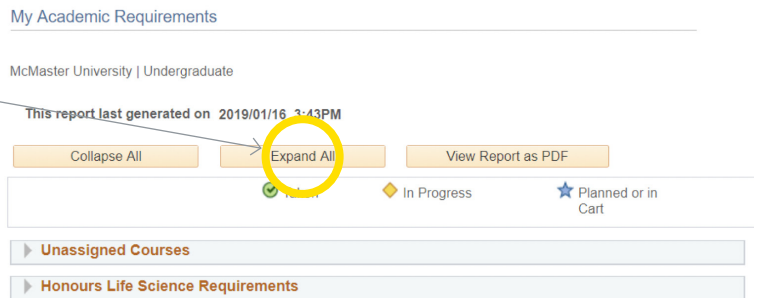 My Academic Requirements
McMaster University | Undergraduate
This report last generated on 2019/01/16 3:43PM
Collapse All Expand All View Report as PDF
Taken In Progress Planned or in
Cart
Unassigned Courses
Honours Life Science Requirements